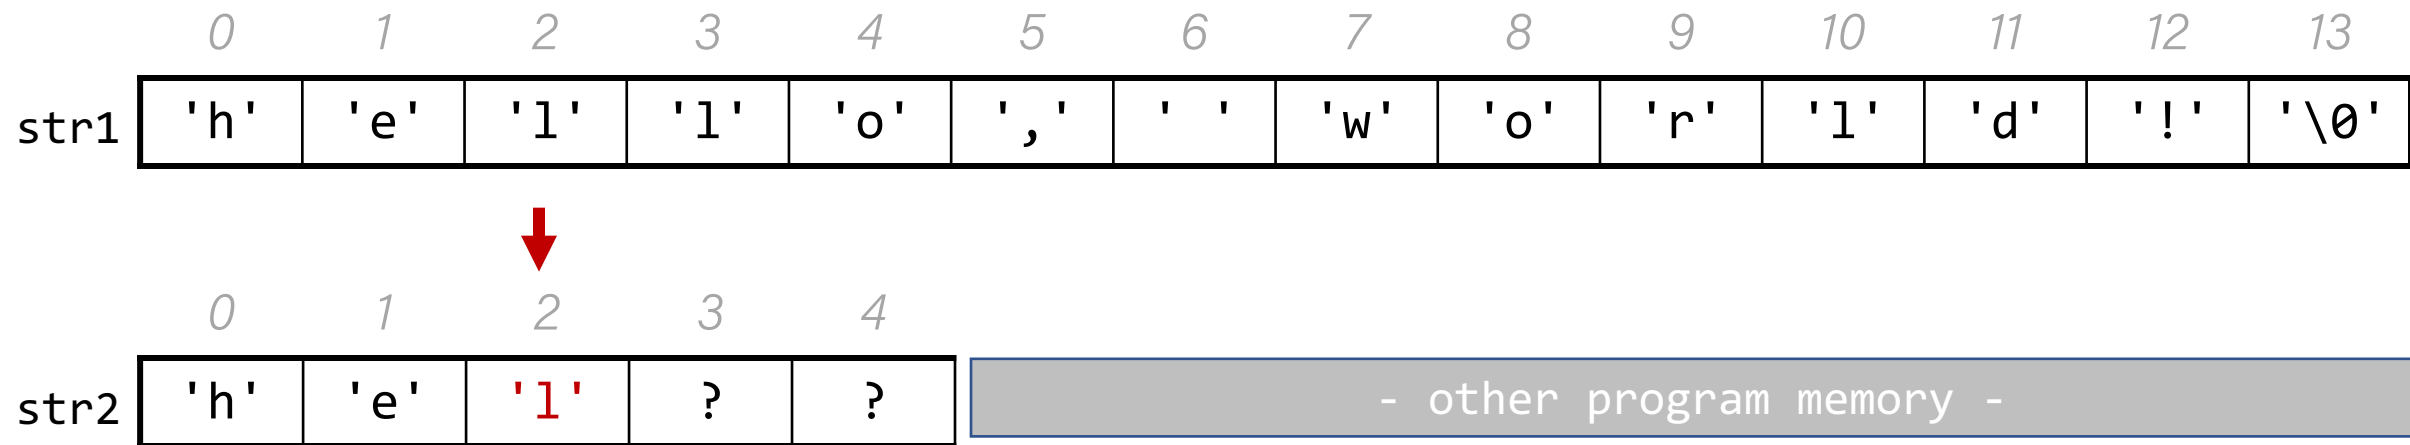 0 1 2 3 4 5 6 7 8 9 10 11 12 13
str1 'h' 'e' 'l' 'l' 'o' ',' ' ' 'w' 'o' 'r' 'l' 'd' '!' '\0'
0 1 2 3 4
str2 'h' 'e' 'l' ? ? - other program memory -